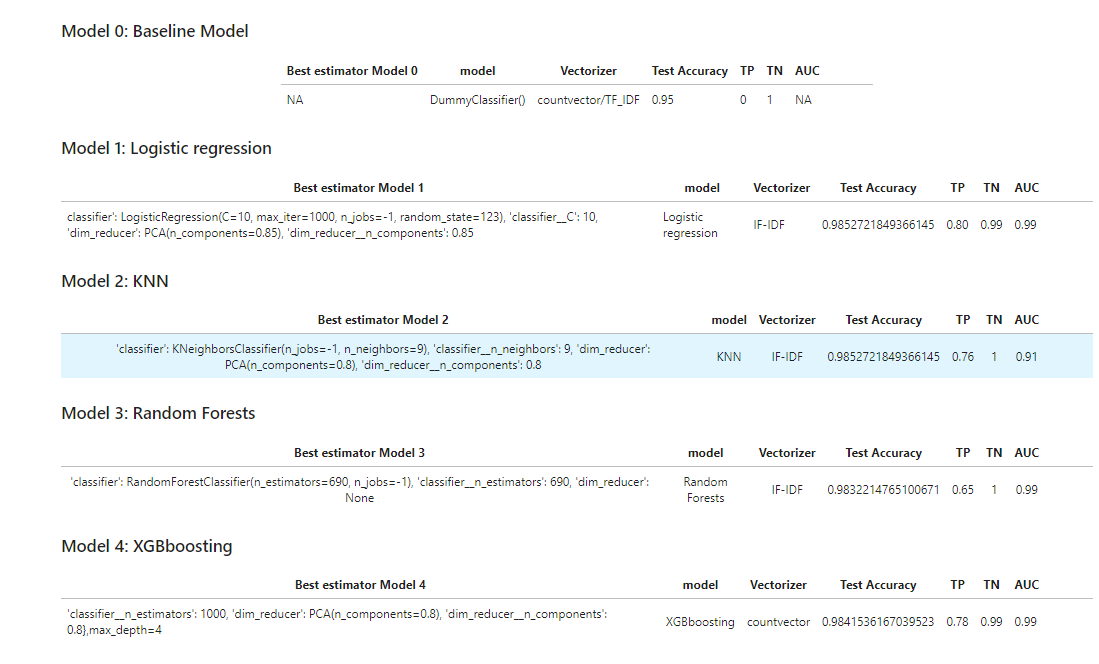 Model 0: Baseline Model
Best estimator Model 0 model Vectorizer Test Accuracy TP TN AUC
NA DummyClassifier() countvector/TF_IDF 0.95 0 1 NA
Model 1: Logistic regression
Best estimator Model 1 model Vectorizer Test Accuracy TP TN AUC
classifier': LogisticRegression(C=10, max_iter=1000, n_jobs=-1, random_state=123), 'classifier__C': 10,
'dim_reducer': PCA(n_components=0.85), 'dim_reducer__n_components': 0.85
Logistic
regression
IF-IDF 0.9852721849366145 0.80 0.99 0.99
Model 2: KNN
Best estimator Model 2 model Vectorizer Test Accuracy TP TN AUC
'classifier': KNeighborsClassifier(n_jobs=-1, n_neighbors=9), 'classifier__n_neighbors': 9, 'dim_reducer':
PCA(n_components=0.8), 'dim_reducer__n_components': 0.8
KNN IF-IDF 0.9852721849366145 0.76 1 0.91
Model 3: Random Forests
Best estimator Model 3 model Vectorizer Test Accuracy TP TN AUC
'classifier': RandomForestClassifier(n_estimators=690, n_jobs=-1), 'classifier__n_estimators': 690, 'dim_reducer':
None
Random
Forests
IF-IDF 0.9832214765100671 0.65 1 0.99
Model 4: XGBboosting
Best estimator Model 4 model Vectorizer Test Accuracy TP TN AUC
'classifier__n_estimators': 1000, 'dim_reducer': PCA(n_components=0.8), 'dim_reducer__n_components':
0.8},max_depth=4
XGBboosting countvector 0.9841536167039523 0.78 0.99 0.99